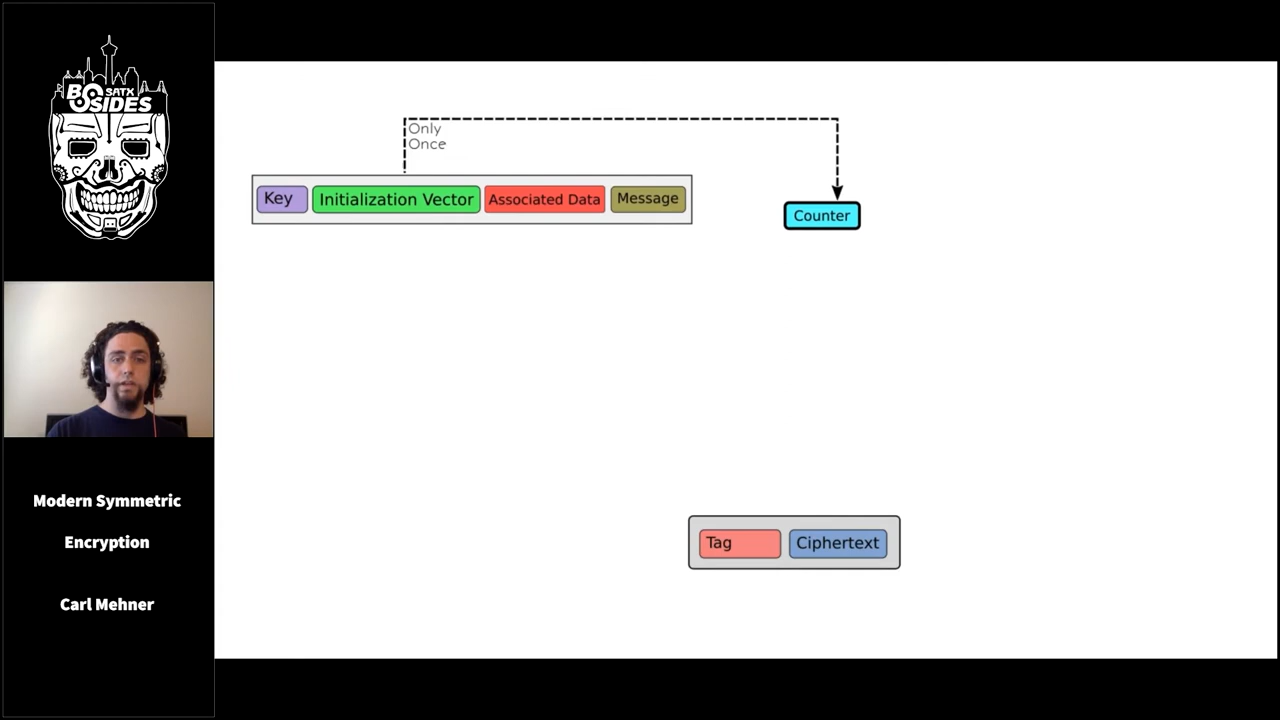 BSIDES
SATX
Modern Symmetric
Encryption
Carl Mehner
Only
Once
Key
Initialization Vector
Associated Data
Message
Counter
Tag
Ciphertext